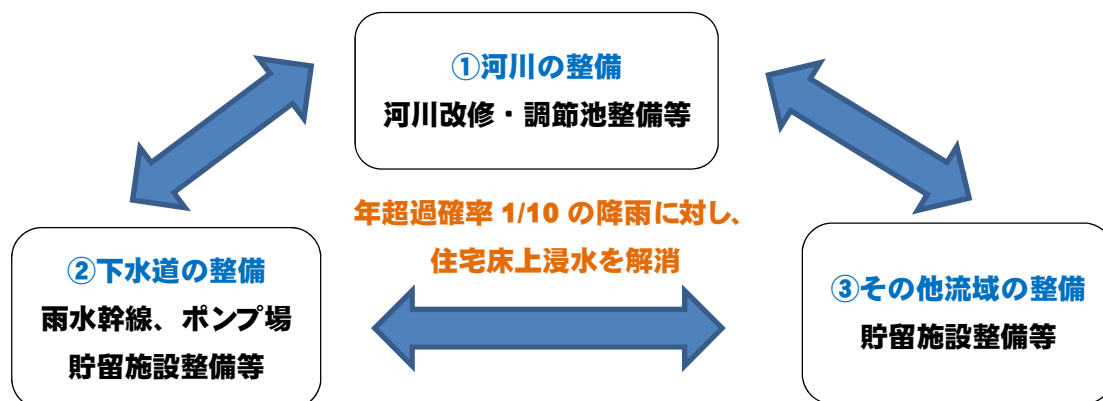 ①河川の整備
河川改修・調節池整備等
年超過確率 1/10 の降雨に対し、
住宅床上浸水を解消
②下水道の整備
雨水幹線、ポンプ場
貯留施設整備等
③その他流域の整備
貯留施設整備等